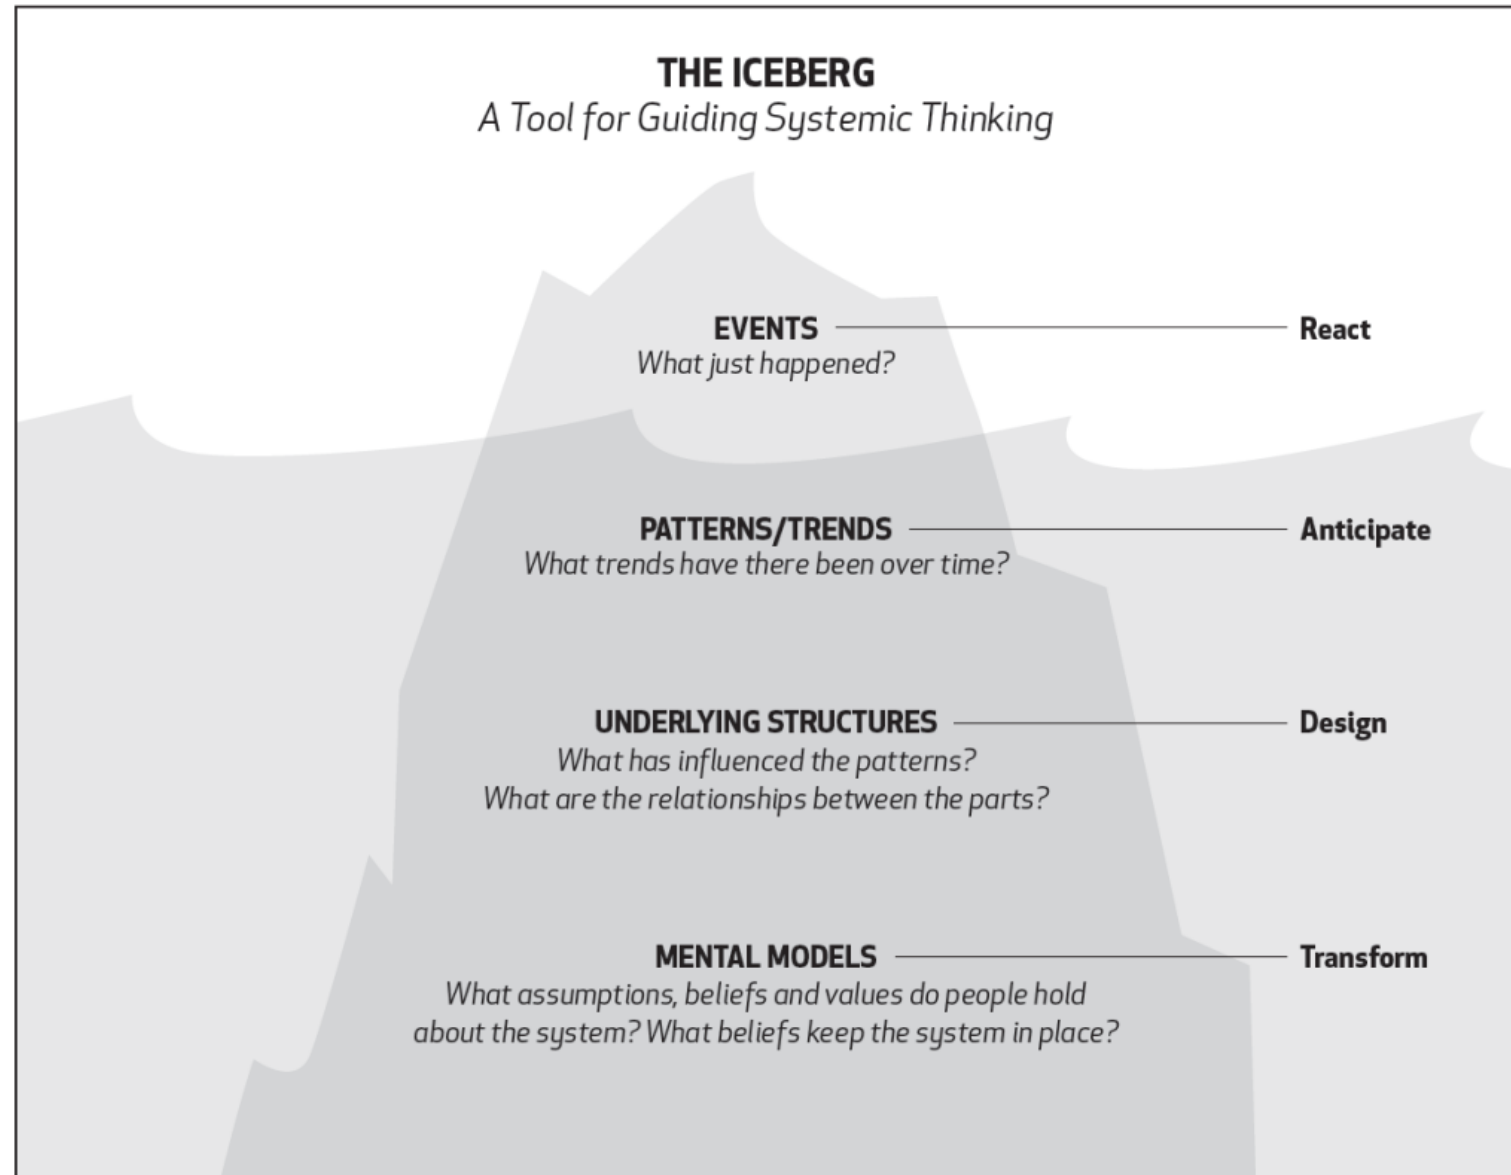 THE ICEBERG
A Tool for Guiding Systemic Thinking
EVENTS
React
What just happened?
PATTERNS/TRENDS
Anticipate
What trends have there been over time?
UNDERLYING STRUCTURES
Design
What has influenced the patterns?
What are the relationships between the parts?
MENTAL MODELS
Transform
What assumptions, beliefs and values do people hold
about the system? What beliefs keep the system in place?